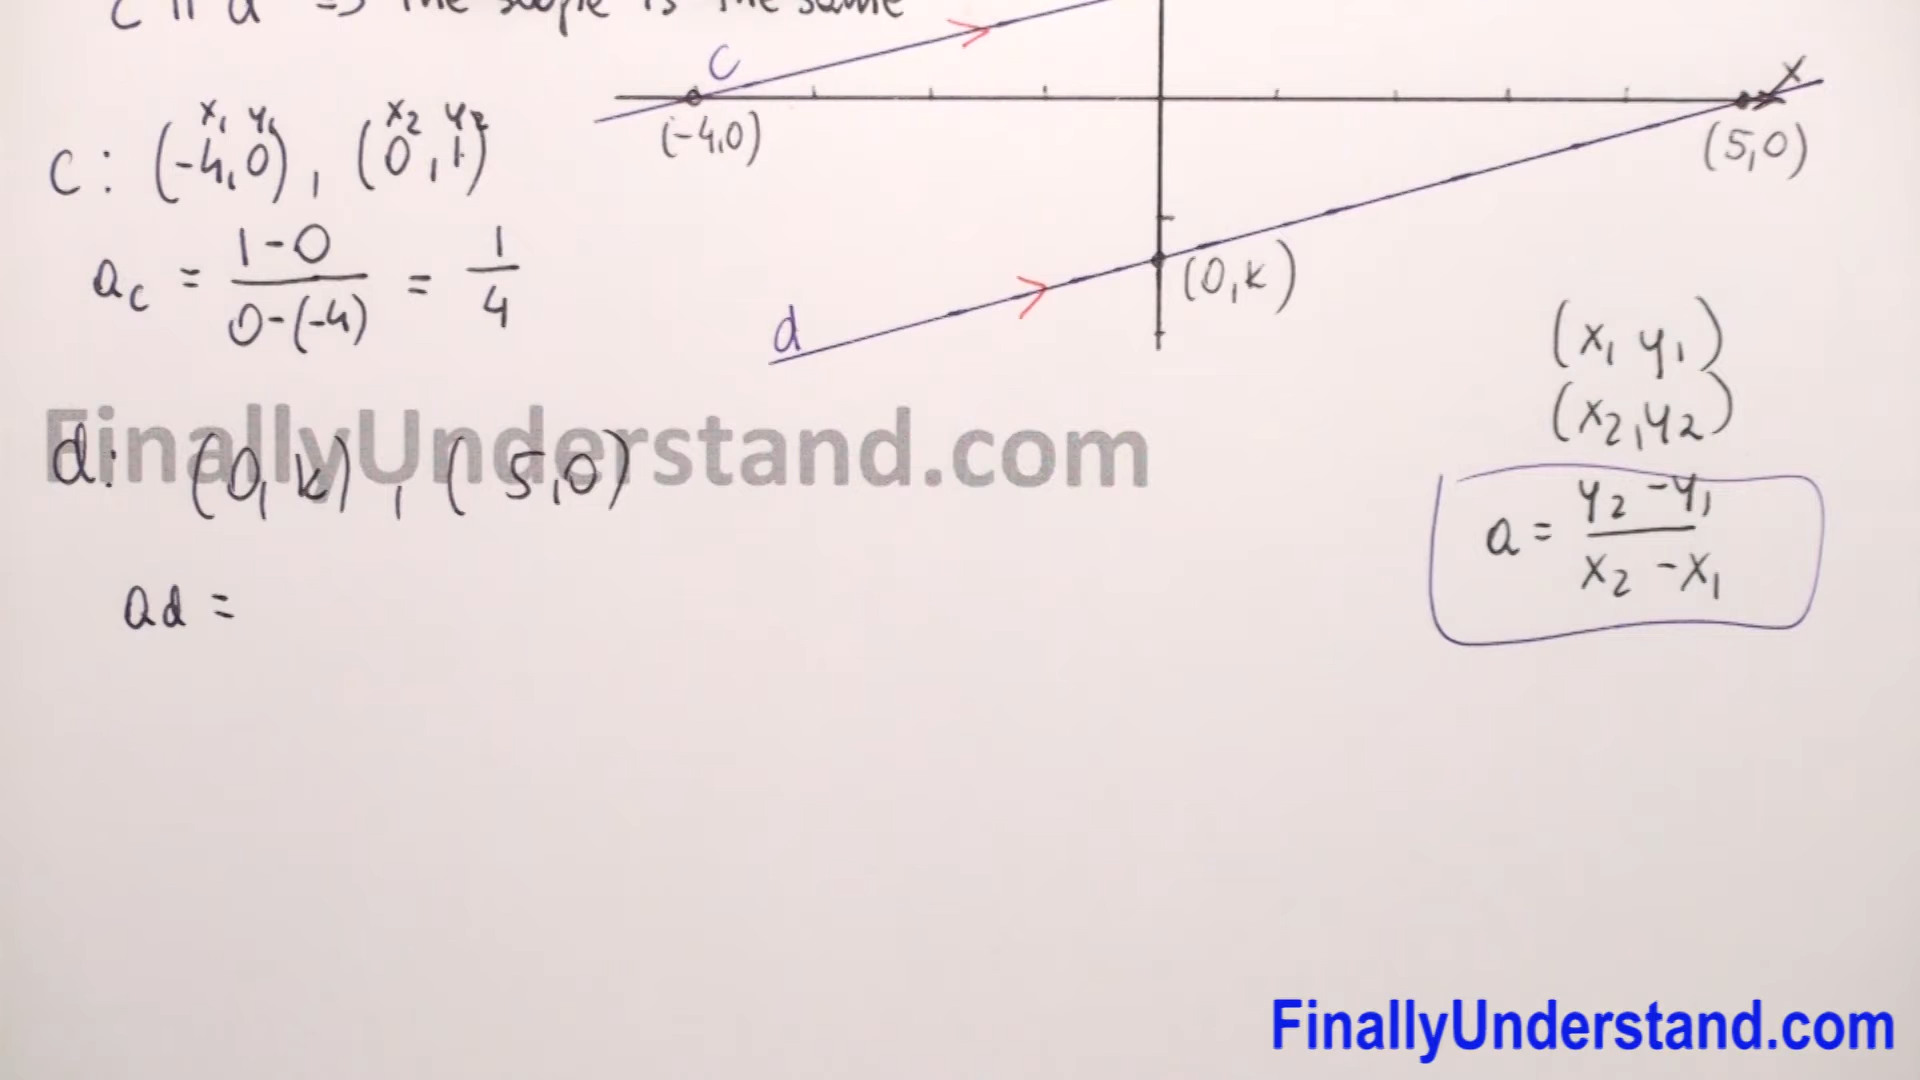 c || d => The slope is the same
c
x
(-4,0)
(5,0)
x₁ y₁ x₂ y₂
c: (-4,0), (0,1)
a_c = (1-0)/(0-(-4)) = 1/4
(0,k)
d
(x₁ y₁)
(x₂,y₂)
FinallyUnderstand.com
d: (0,k), (5,0)
a = (y₂-y₁)/(x₂-x₁)
ad =
FinallyUnderstand.com